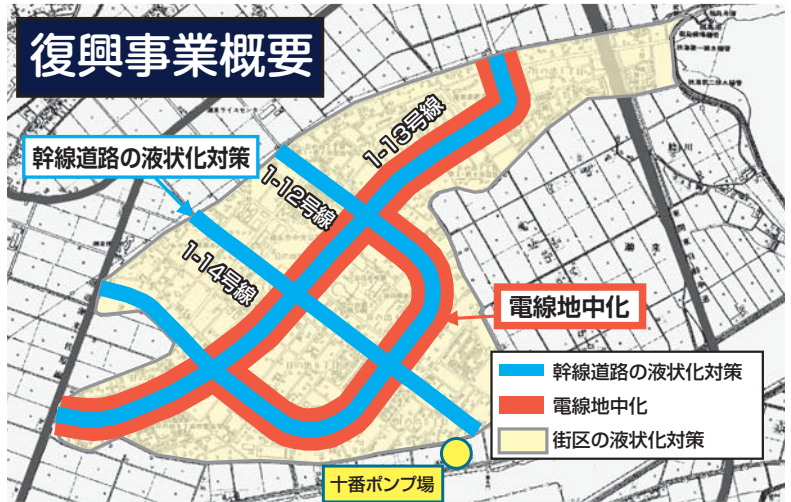 復興事業概要
幹線道路の液状化対策
1-13号線
1-12号線
1-14号線
電線地中化
幹線道路の液状化対策
電線地中化
街区の液状化対策
十番ポンプ場